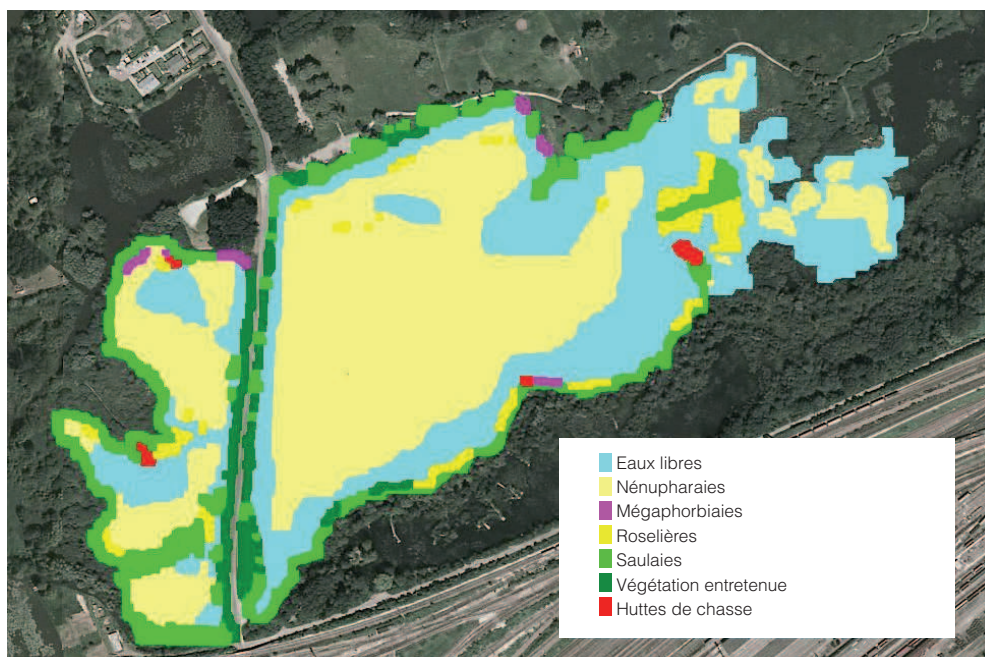 Eaux libres
Nénupharaies
Mégaphorbiaies
Roselières
Saulaies
Végétation entretenue
Huttes de chasse